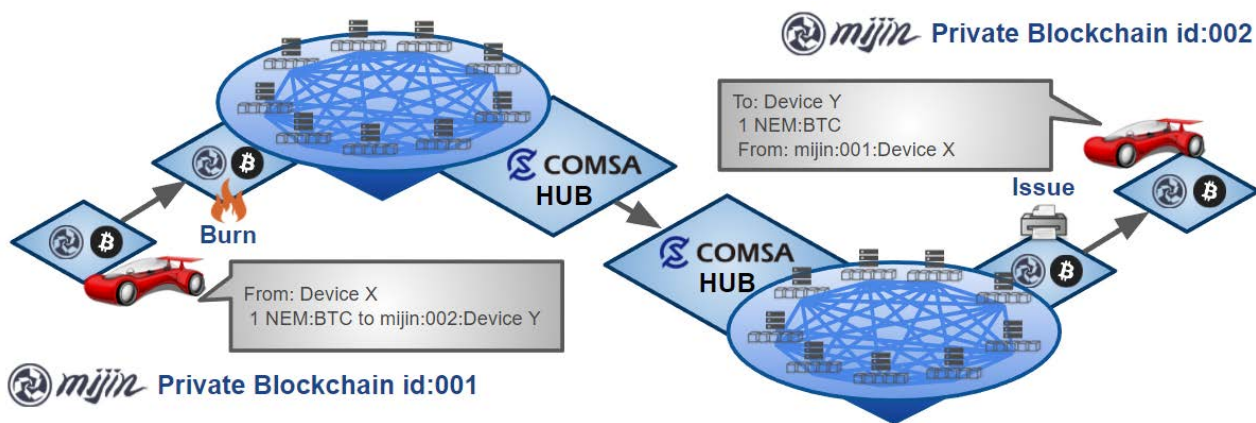 mijin Private Blockchain id:002
To: Device Y
1 NEM:BTC
From: mijin:001:Device X
COMSA
HUB
Issue
Burn
COMSA
HUB
From: Device X
1 NEM:BTC to mijin:002:Device Y
mijin Private Blockchain id:001